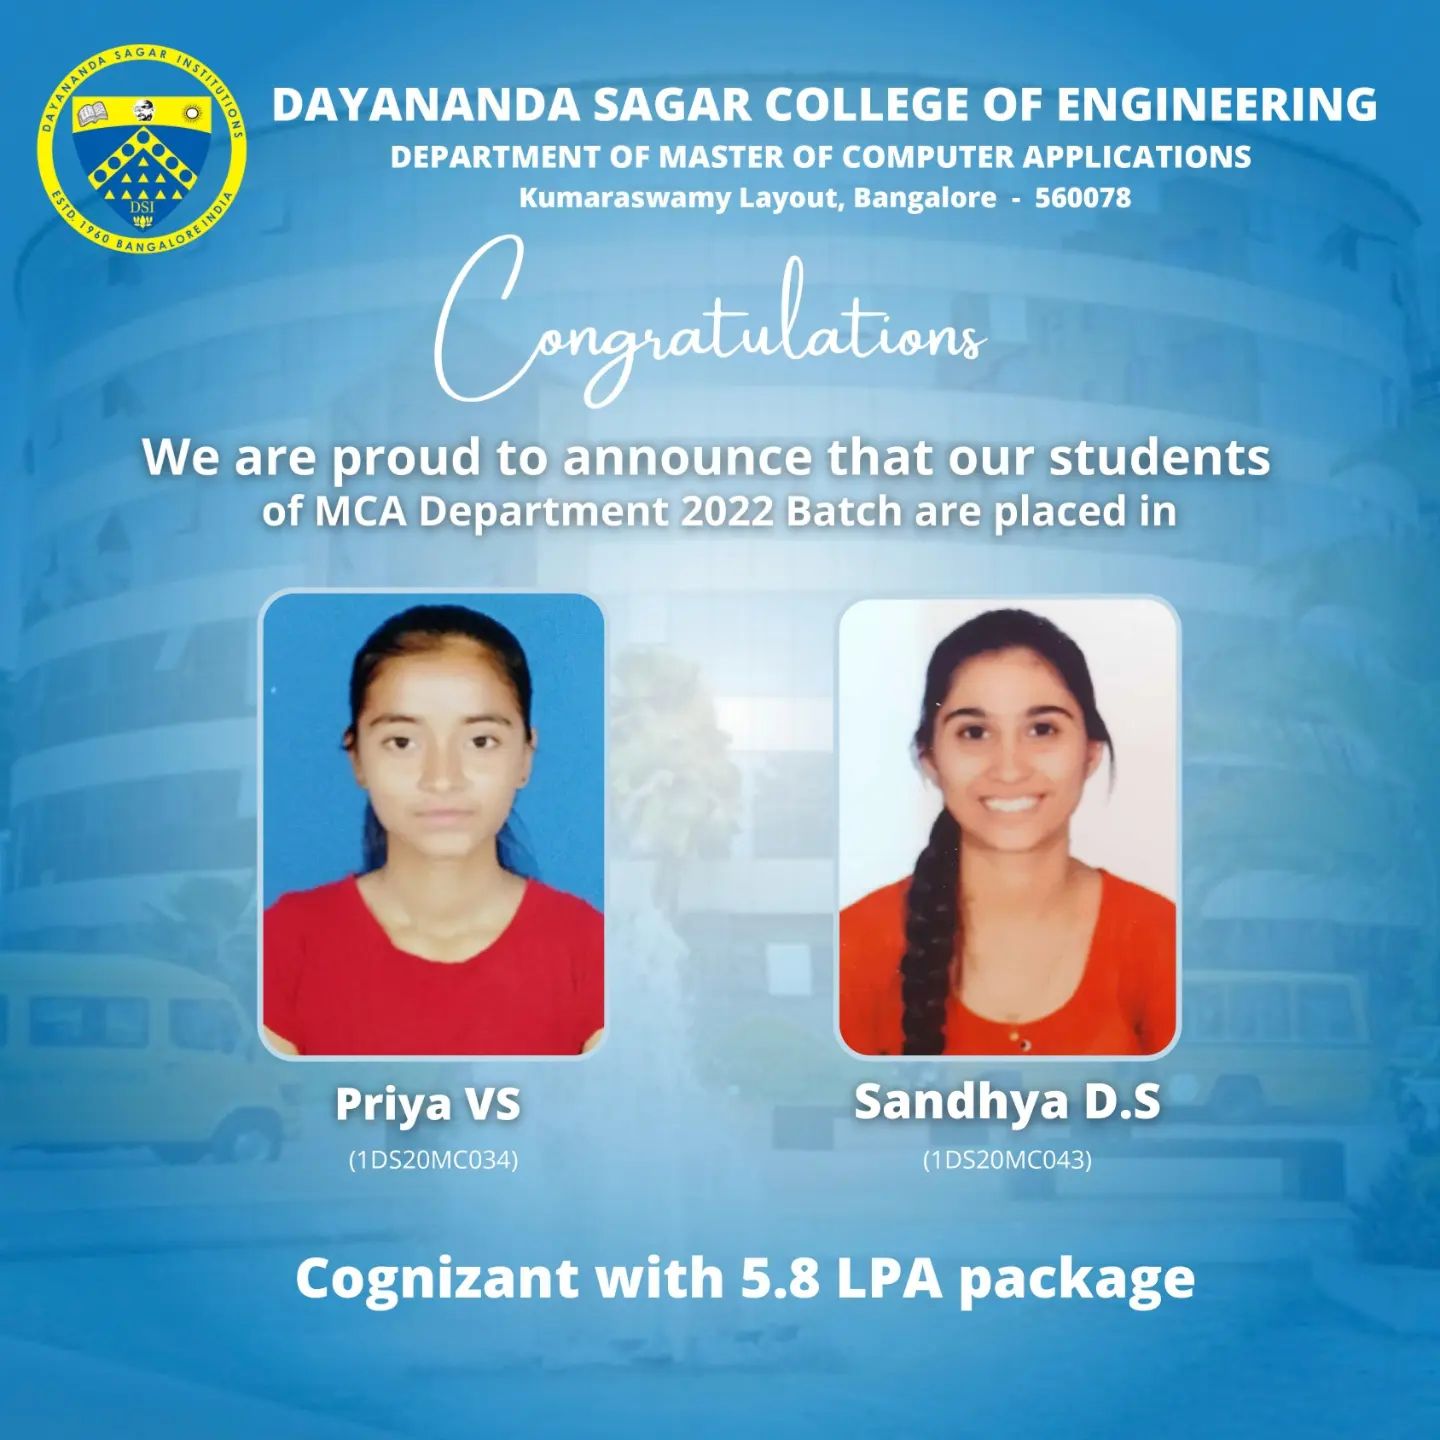 DAYANANDA SAGAR INSTITUTIONS
ESTD. 1960 BANGALORE INDIA
DSI
DAYANANDA SAGAR COLLEGE OF ENGINEERING
DEPARTMENT OF MASTER OF COMPUTER APPLICATIONS
Kumaraswamy Layout, Bangalore - 560078
Congratulations
We are proud to announce that our students
of MCA Department 2022 Batch are placed in
Priya VS
(1DS20MC034)
Sandhya D.S
(1DS20MC043)
Cognizant with 5.8 LPA package